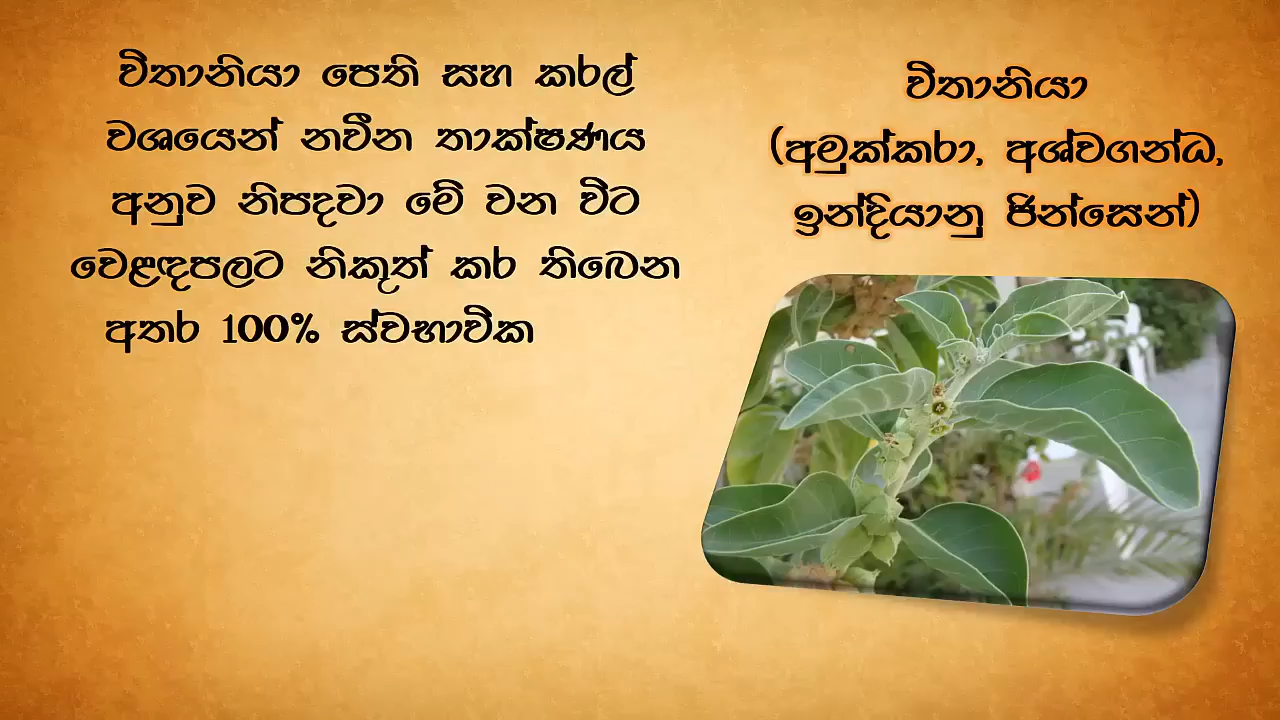 විතානියා පෙති සහ කරල්
වශයෙන් නවීන තාක්ෂණය
අනුව නිපදවා මේ වන විට
වෙළඳපලට නිකුත් කර තිබෙන
අතර 100% ස්වභාවික
විතානියා
(අමුක්කරා, අශ්වගන්ධ,
ඉන්දියානු ජින්සෙන්)